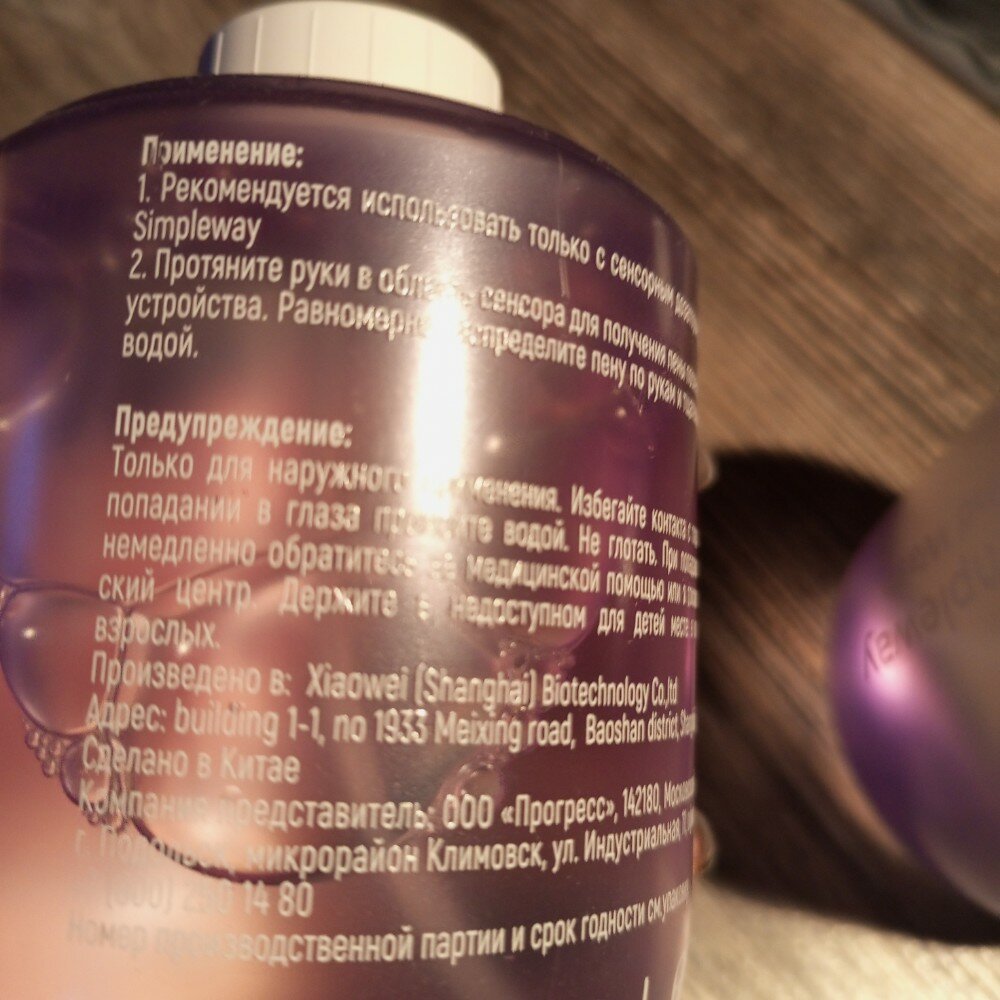 Применение:
1. Рекомендуется использовать только с сенсорным
Simpleway
2. Протяните руки в сенсора для получения пены
устройства. Равномерно распределите пену по рукам и
водой.
Предупреждение:
Только для наружного применения. Избегайте контакта с
попадании в глаза промойте водой. Не глотать. При
немедленно обратитесь за медицинской помощью или
ский центр. Держите в недоступном для детей месте
взрослых.
Произведено в: Xiaowei (Shanghai) Biotechnology Co.,ltd
Адрес: building 1-1, no 1933 Meixing road, Baoshan district,
Сделано в Китае
Компания представитель: ООО «Прогресс», 142180,
г. Подольск, микрорайон Климовск, ул. Индустриальная,
14 80
Номер производственной партии и срок годности см.упаковку